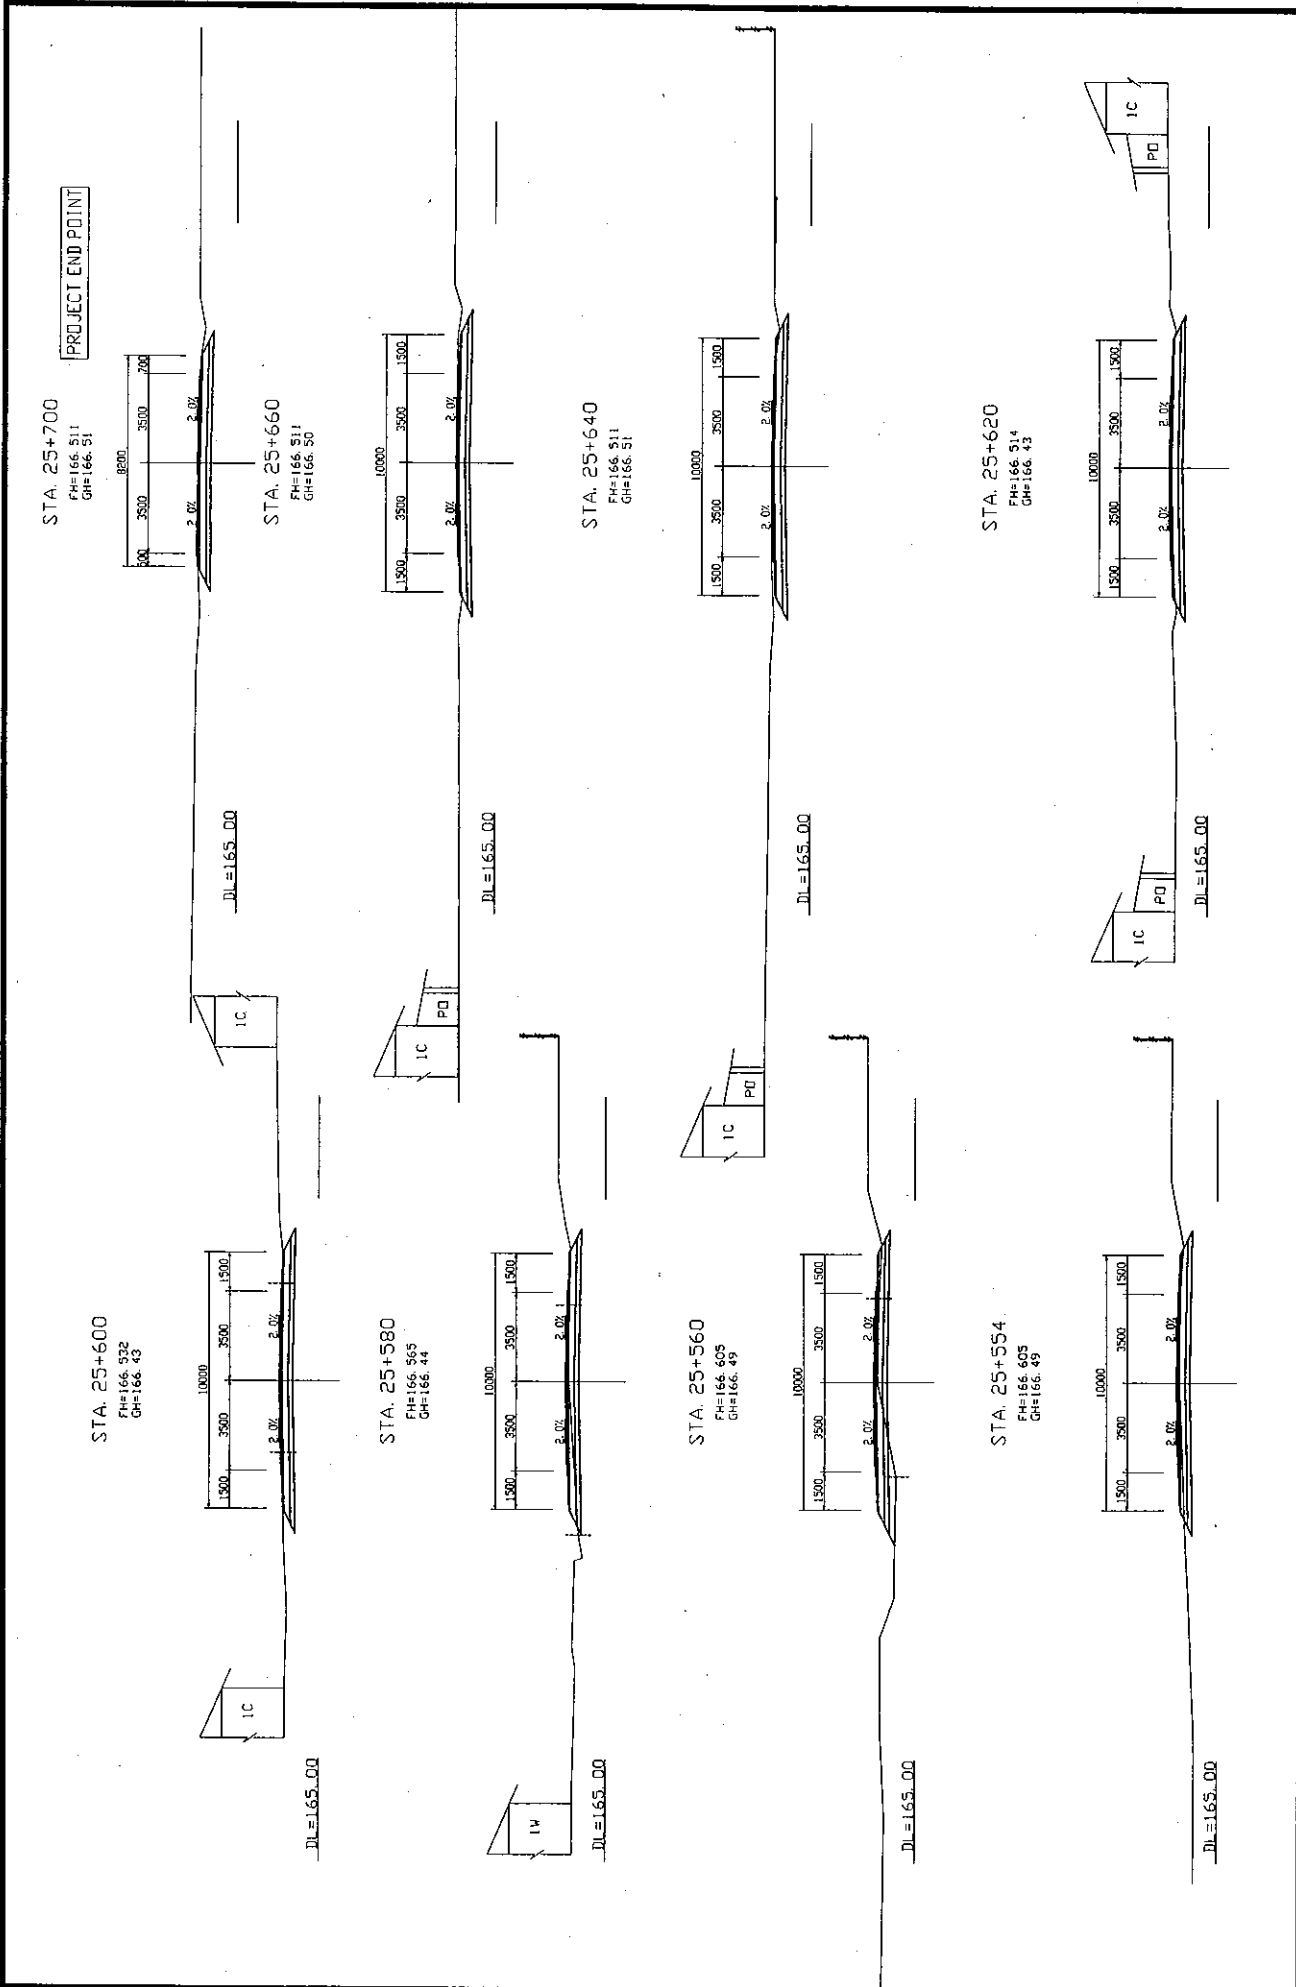 STA. 25+700
FH=166.511
GH=166.51
PROJECT END POINT
8200
600 3500 3500 700
2.0% 2.0%
DL=165.00
STA. 25+660
FH=166.511
GH=166.50
10000
1500 3500 3500 1500
2.0% 2.0%
1C PO
DL=165.00
STA. 25+640
FH=166.511
GH=166.51
10000
1500 3500 3500 1500
2.0% 2.0%
1C PO
DL=165.00
STA. 25+620
FH=166.514
GH=166.43
10000
1500 3500 3500 1500
2.0% 2.0%
1C PO PO 1C
DL=165.00
STA. 25+600
FH=166.532
GH=166.43
10000
1500 3500 3500 1500
2.0% 2.0%
1C 1C
DL=165.00
STA. 25+580
FH=166.565
GH=166.44
10000
1500 3500 3500 1500
2.0% 2.0%
1W
DL=165.00
STA. 25+560
FH=166.605
GH=166.49
10000
1500 3500 3500 1500
2.0% 2.0%
DL=165.00
STA. 25+554
FH=166.605
GH=166.49
10000
1500 3500 3500 1500
2.0% 2.0%
DL=165.00